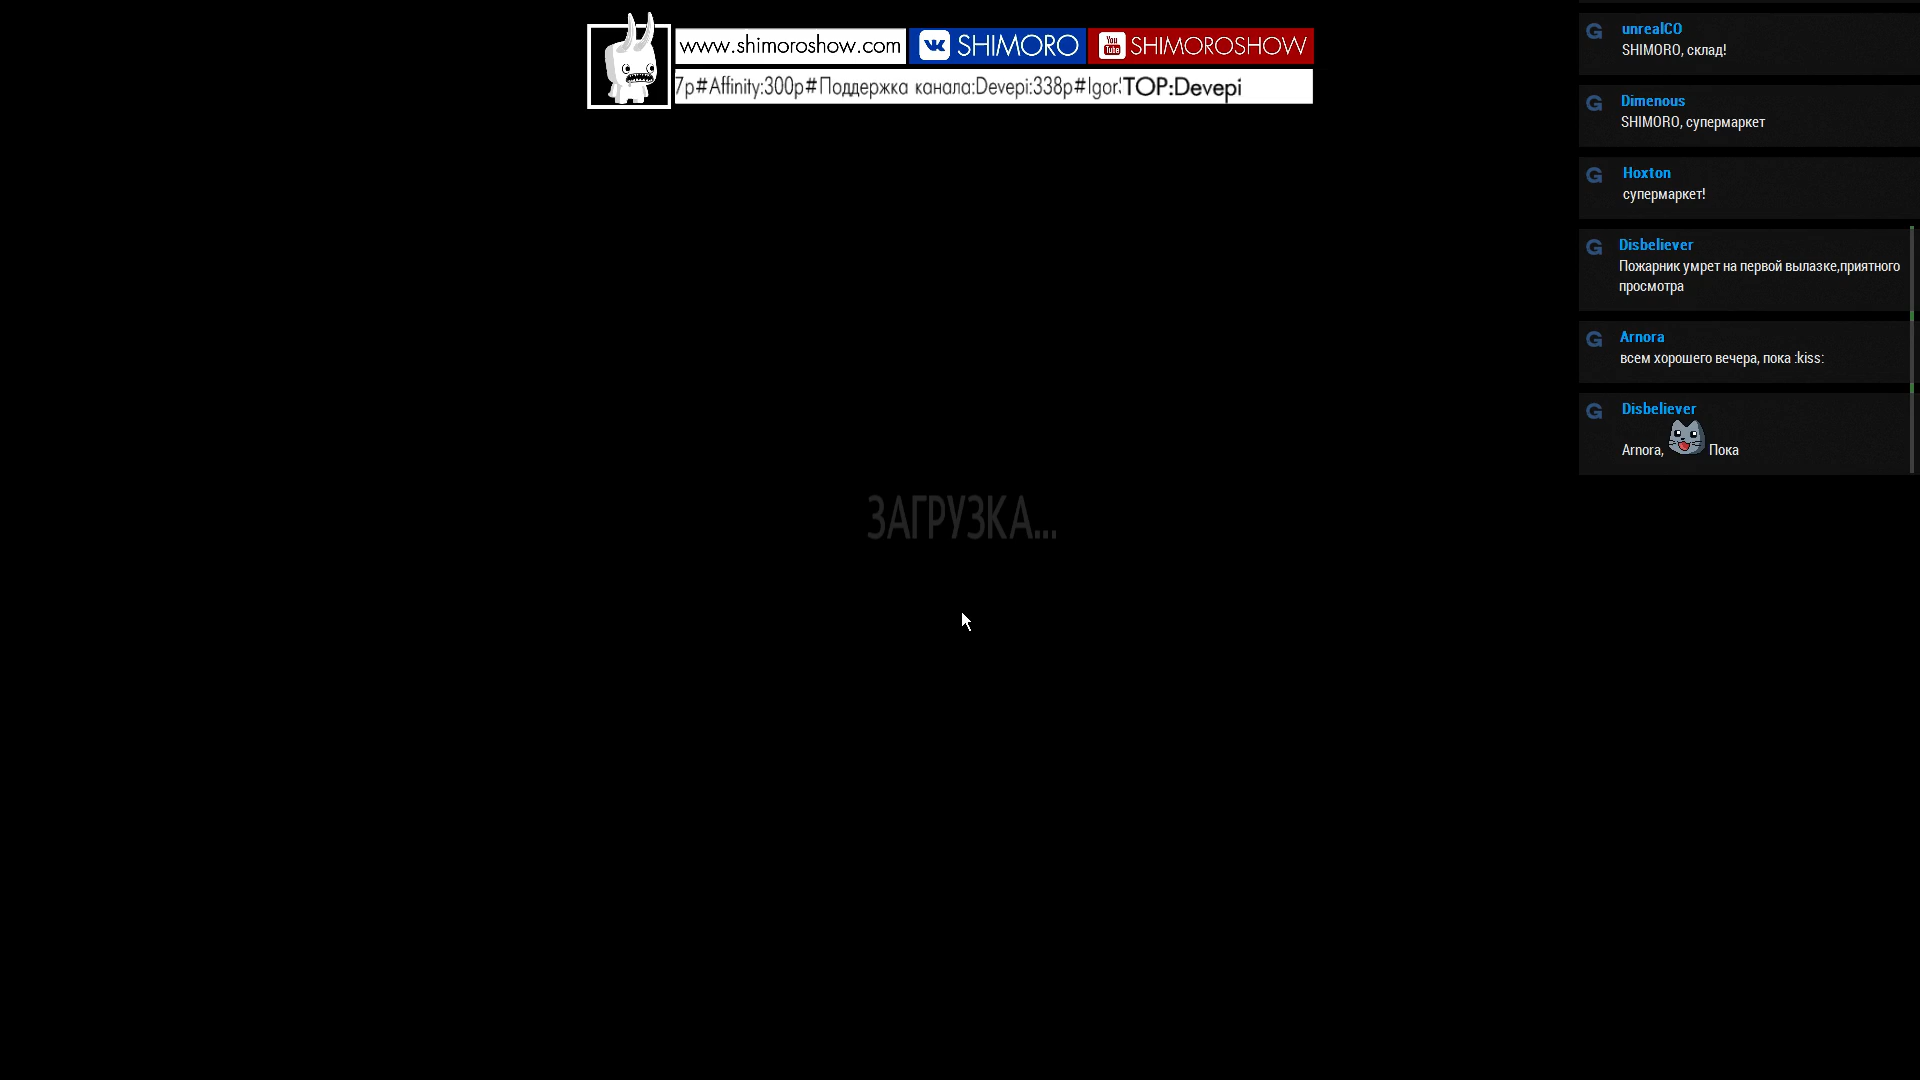 www.shimoroshow.com
SHIMORO
You Tube SHIMOROSHOW
7р#Affinity:300р#Поддержка канала:Devepi:338р#Igor
TOP:Devepi
unrealCO
SHIMORO, склад!
Dimenous
SHIMORO, супермаркет
Hoxton
супермаркет!
Disbeliever
Пожарник умрет на первой вылазке,приятного
просмотра
Arnora
всем хорошего вечера, пока :kiss:
Disbeliever
Arnora, Пока
ЗАГРУЗКА...